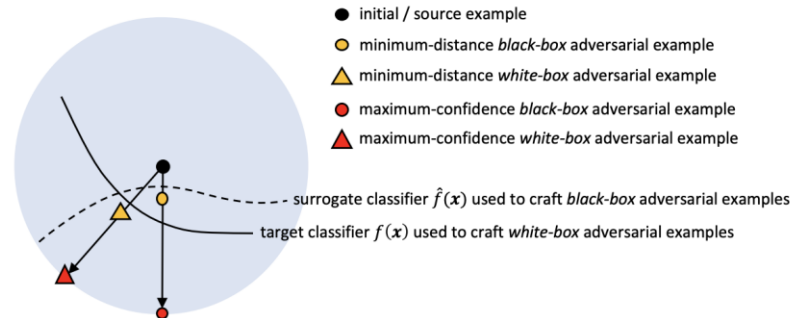 initial / source example
minimum-distance black-box adversarial example
minimum-distance white-box adversarial example
maximum-confidence black-box adversarial example
maximum-confidence white-box adversarial example
surrogate classifier f̂(x) used to craft black-box adversarial examples
target classifier f(x) used to craft white-box adversarial examples